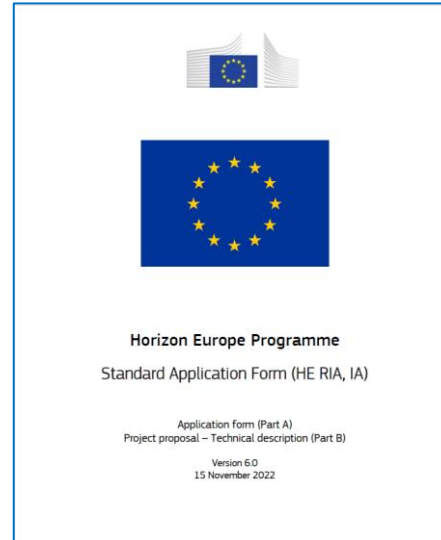 Horizon Europe Programme
Standard Application Form (HE RIA, IA)
Application form (Part A)
Project proposal – Technical description (Part B)
Version 6.0
15 November 2022